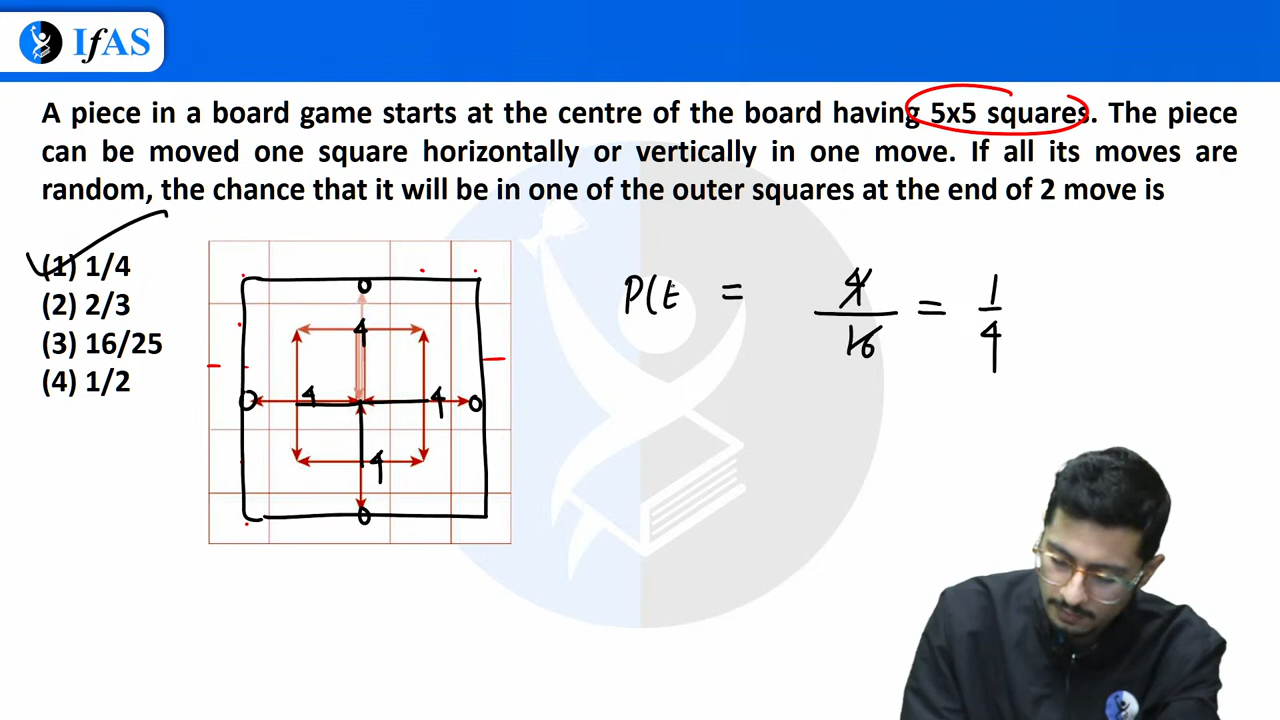 IfAS
A piece in a board game starts at the centre of the board having 5x5 squares. The piece
can be moved one square horizontally or vertically in one move. If all its moves are
random, the chance that it will be in one of the outer squares at the end of 2 move is
(1) 1/4
(2) 2/3
(3) 16/25
(4) 1/2
0
4
0 4 4 0
4
0
P(E = 4/16 = 1/4